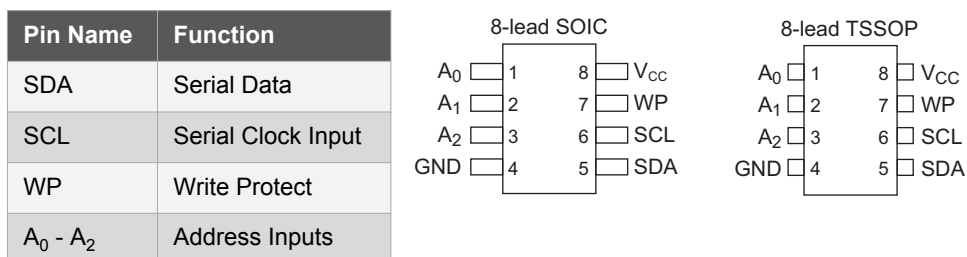 Pin Name Function
SDA Serial Data
SCL Serial Clock Input
WP Write Protect
A₀ - A₂ Address Inputs
8-lead SOIC
A₀ 1 8 V_CC
A₁ 2 7 WP
A₂ 3 6 SCL
GND 4 5 SDA
8-lead TSSOP
A₀ 1 8 V_CC
A₁ 2 7 WP
A₂ 3 6 SCL
GND 4 5 SDA